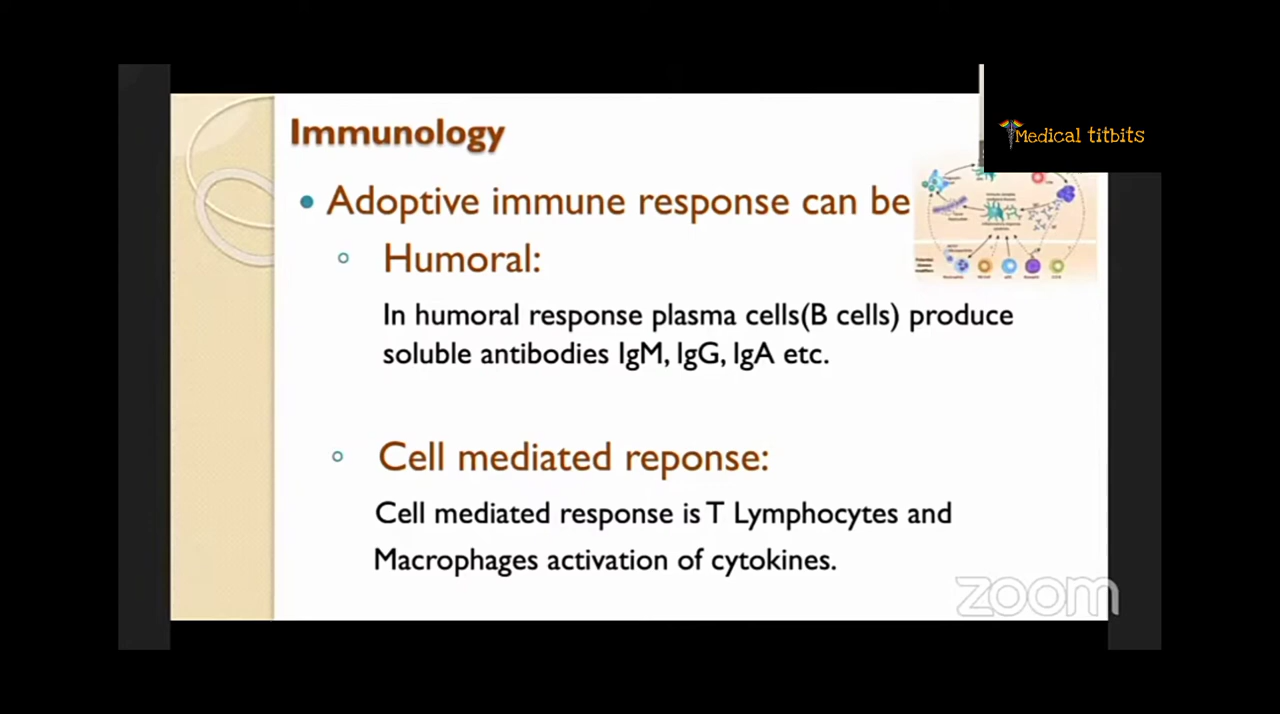 Immunology
Medical titbits
• Adoptive immune response can be
○ Humoral:
In humoral response plasma cells(B cells) produce
soluble antibodies IgM, IgG, IgA etc.
○ Cell mediated reponse:
Cell mediated response is T Lymphocytes and
Macrophages activation of cytokines.
zoom